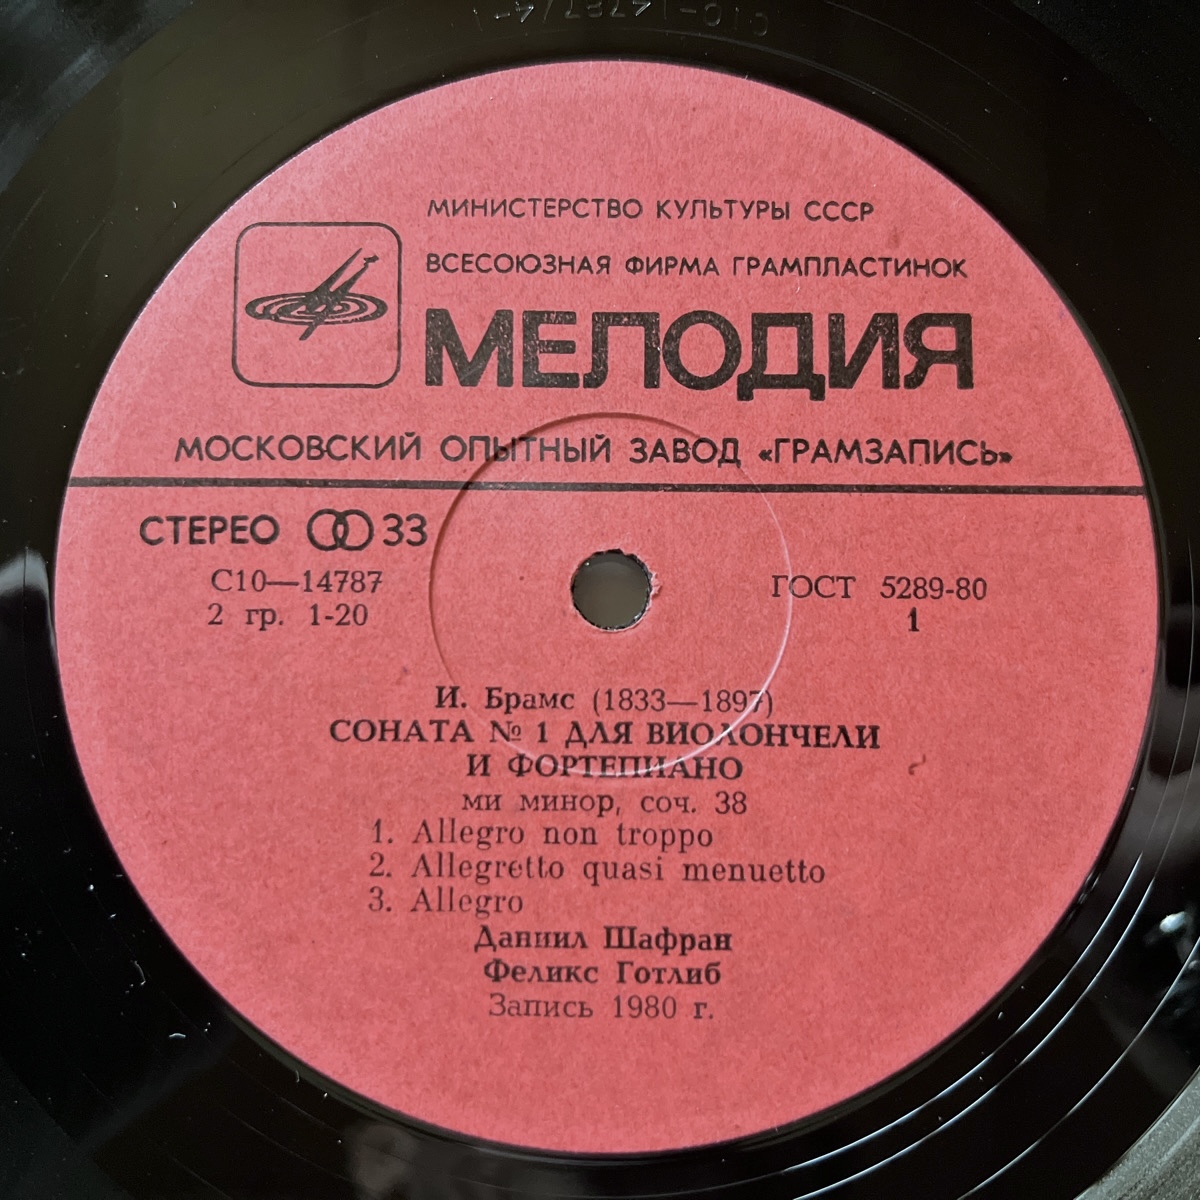 МИНИСТЕРСТВО КУЛЬТУРЫ СССР
ВСЕСОЮЗНАЯ ФИРМА ГРАМПЛАСТИНОК
МЕЛОДИЯ
МОСКОВСКИЙ ОПЫТНЫЙ ЗАВОД «ГРАМЗАПИСЬ»
СТЕРЕО 33
С10—14787
2 гр. 1-20
ГОСТ 5289-80
1
И. Брамс (1833—1897)
СОНАТА № 1 ДЛЯ ВИОЛОНЧЕЛИ
И ФОРТЕПИАНО
ми минор, соч. 38
1. Allegro non troppo
2. Allegretto quasi menuetto
3. Allegro
Даниил Шафран
Феликс Готлиб
Запись 1980 г.